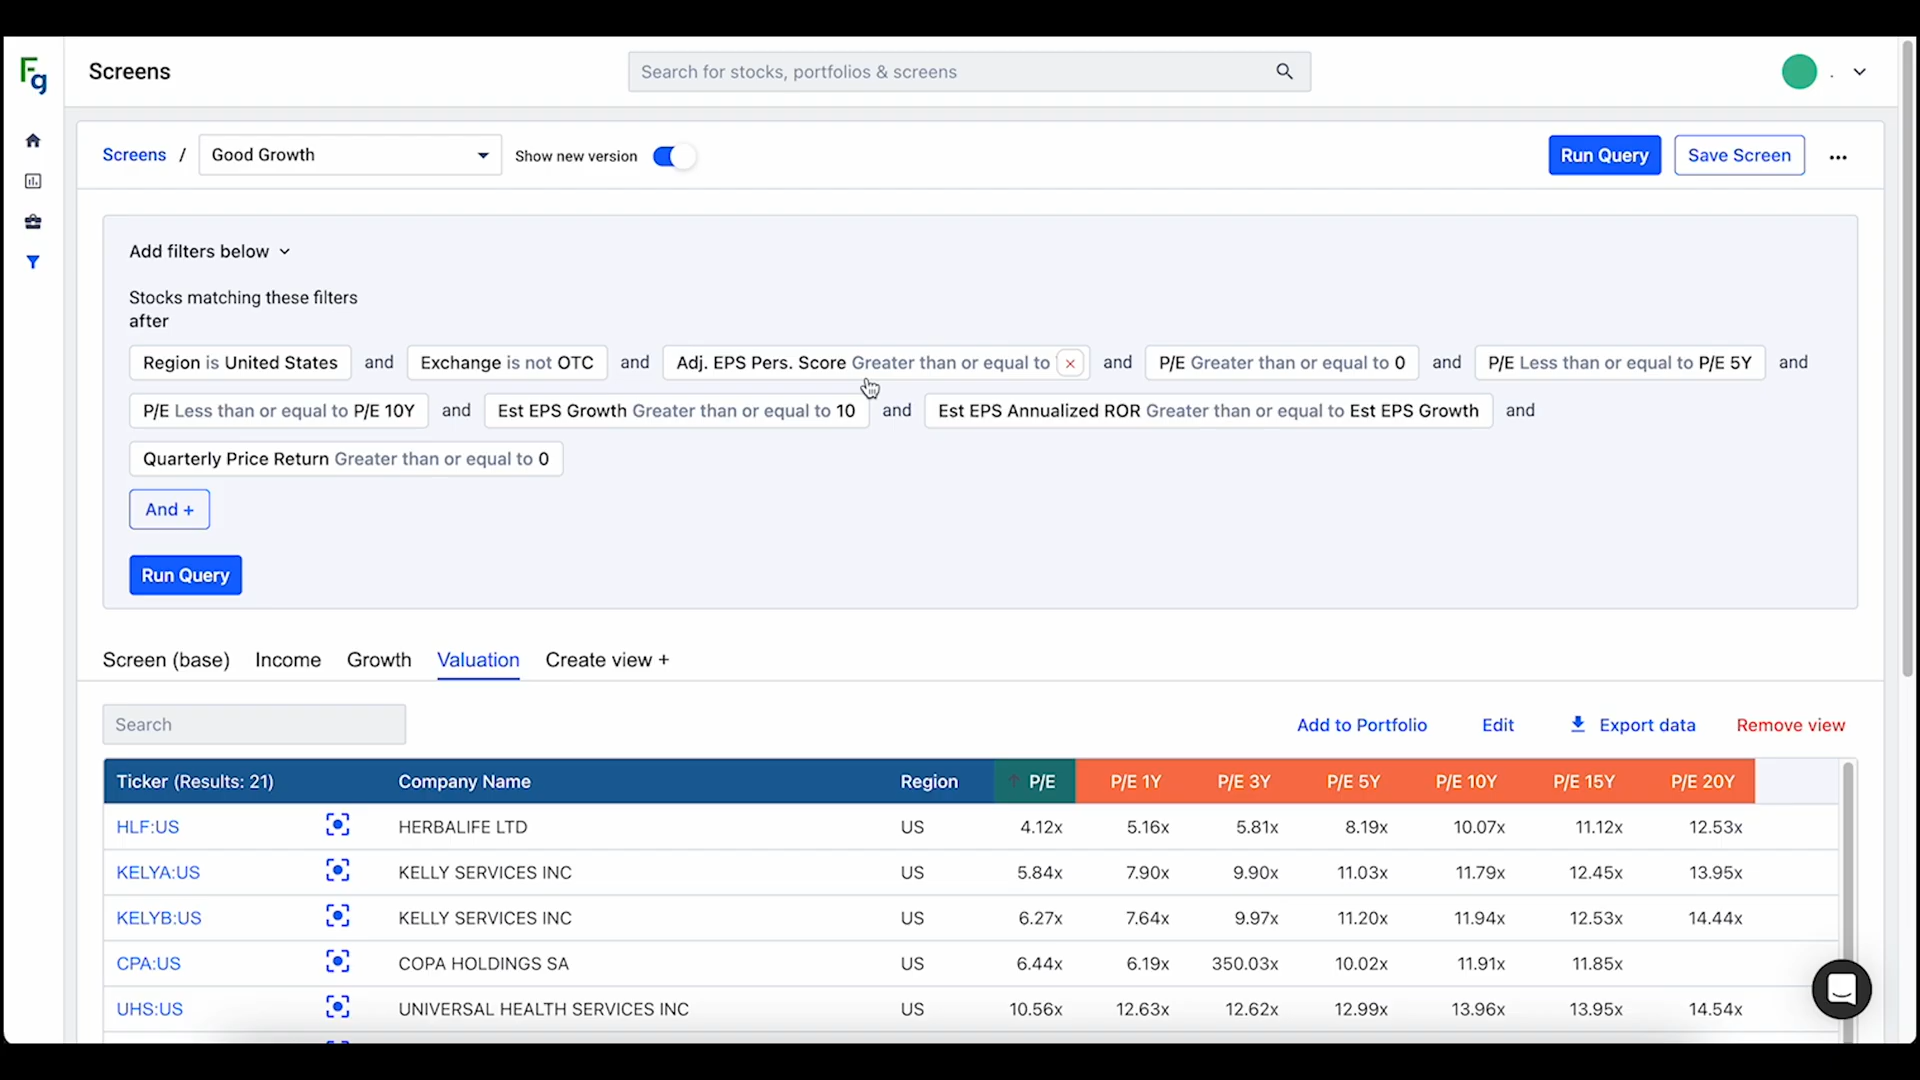 Fg
Screens
Search for stocks, portfolios & screens
.
Screens / Good Growth Show new version
Run Query Save Screen ...
Add filters below
Stocks matching these filters
after
Region is United States and Exchange is not OTC and Adj. EPS Pers. Score Greater than or equal to and P/E Greater than or equal to 0 and P/E Less than or equal to P/E 5Y and
P/E Less than or equal to P/E 10Y and Est EPS Growth Greater than or equal to 10 and Est EPS Annualized ROR Greater than or equal to Est EPS Growth and
Quarterly Price Return Greater than or equal to 0
And +
Run Query
Screen (base) Income Growth Valuation Create view +
Search
Add to Portfolio Edit Export data Remove view
Ticker (Results: 21) Company Name Region ↑ P/E P/E 1Y P/E 3Y P/E 5Y P/E 10Y P/E 15Y P/E 20Y
HLF:US HERBALIFE LTD US 4.12x 5.16x 5.81x 8.19x 10.07x 11.12x 12.53x
KELYA:US KELLY SERVICES INC US 5.84x 7.90x 9.90x 11.03x 11.79x 12.45x 13.95x
KELYB:US KELLY SERVICES INC US 6.27x 7.64x 9.97x 11.20x 11.94x 12.53x 14.44x
CPA:US COPA HOLDINGS SA US 6.44x 6.19x 350.03x 10.02x 11.91x 11.85x
UHS:US UNIVERSAL HEALTH SERVICES INC US 10.56x 12.63x 12.62x 12.99x 13.96x 13.95x 14.54x